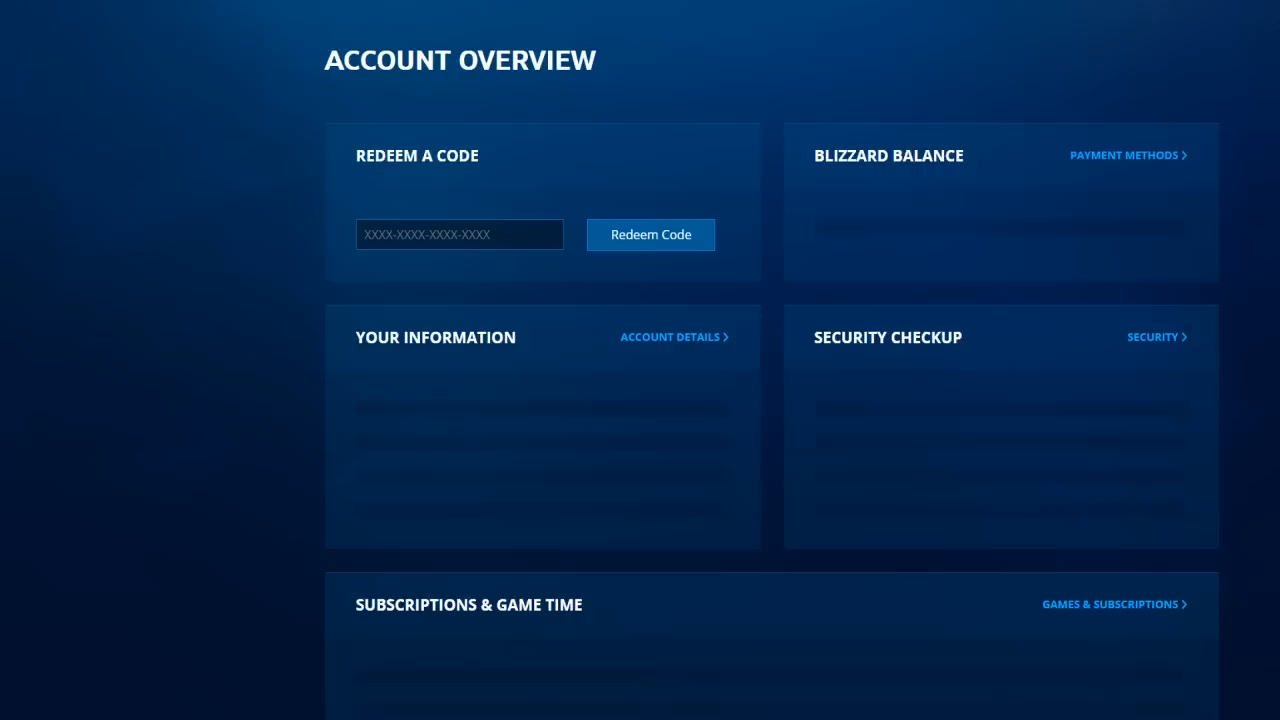 ACCOUNT OVERVIEW
REDEEM A CODE
XXXX-XXXX-XXXX-XXXX
Redeem Code
BLIZZARD BALANCE
PAYMENT METHODS
YOUR INFORMATION
ACCOUNT DETAILS
SECURITY CHECKUP
SECURITY
SUBSCRIPTIONS & GAME TIME
GAMES & SUBSCRIPTIONS